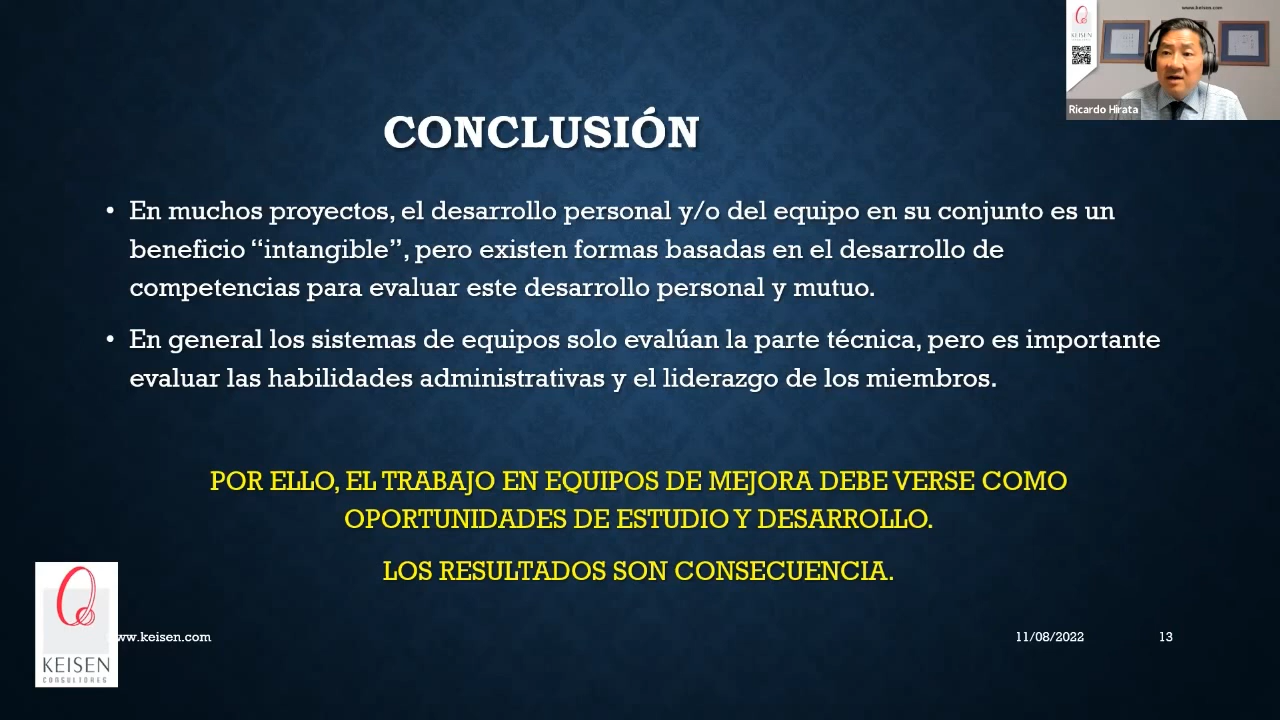 www.keisen.com
KEISEN
Ricardo Hirata
CONCLUSIÓN
• En muchos proyectos, el desarrollo personal y/o del equipo en su conjunto es un
beneficio “intangible”, pero existen formas basadas en el desarrollo de
competencias para evaluar este desarrollo personal y mutuo.
• En general los sistemas de equipos solo evalúan la parte técnica, pero es importante
evaluar las habilidades administrativas y el liderazgo de los miembros.
POR ELLO, EL TRABAJO EN EQUIPOS DE MEJORA DEBE VERSE COMO
OPORTUNIDADES DE ESTUDIO Y DESARROLLO.
LOS RESULTADOS SON CONSECUENCIA.
ww.keisen.com
11/08/2022
13
KEISEN
CONSULTORES